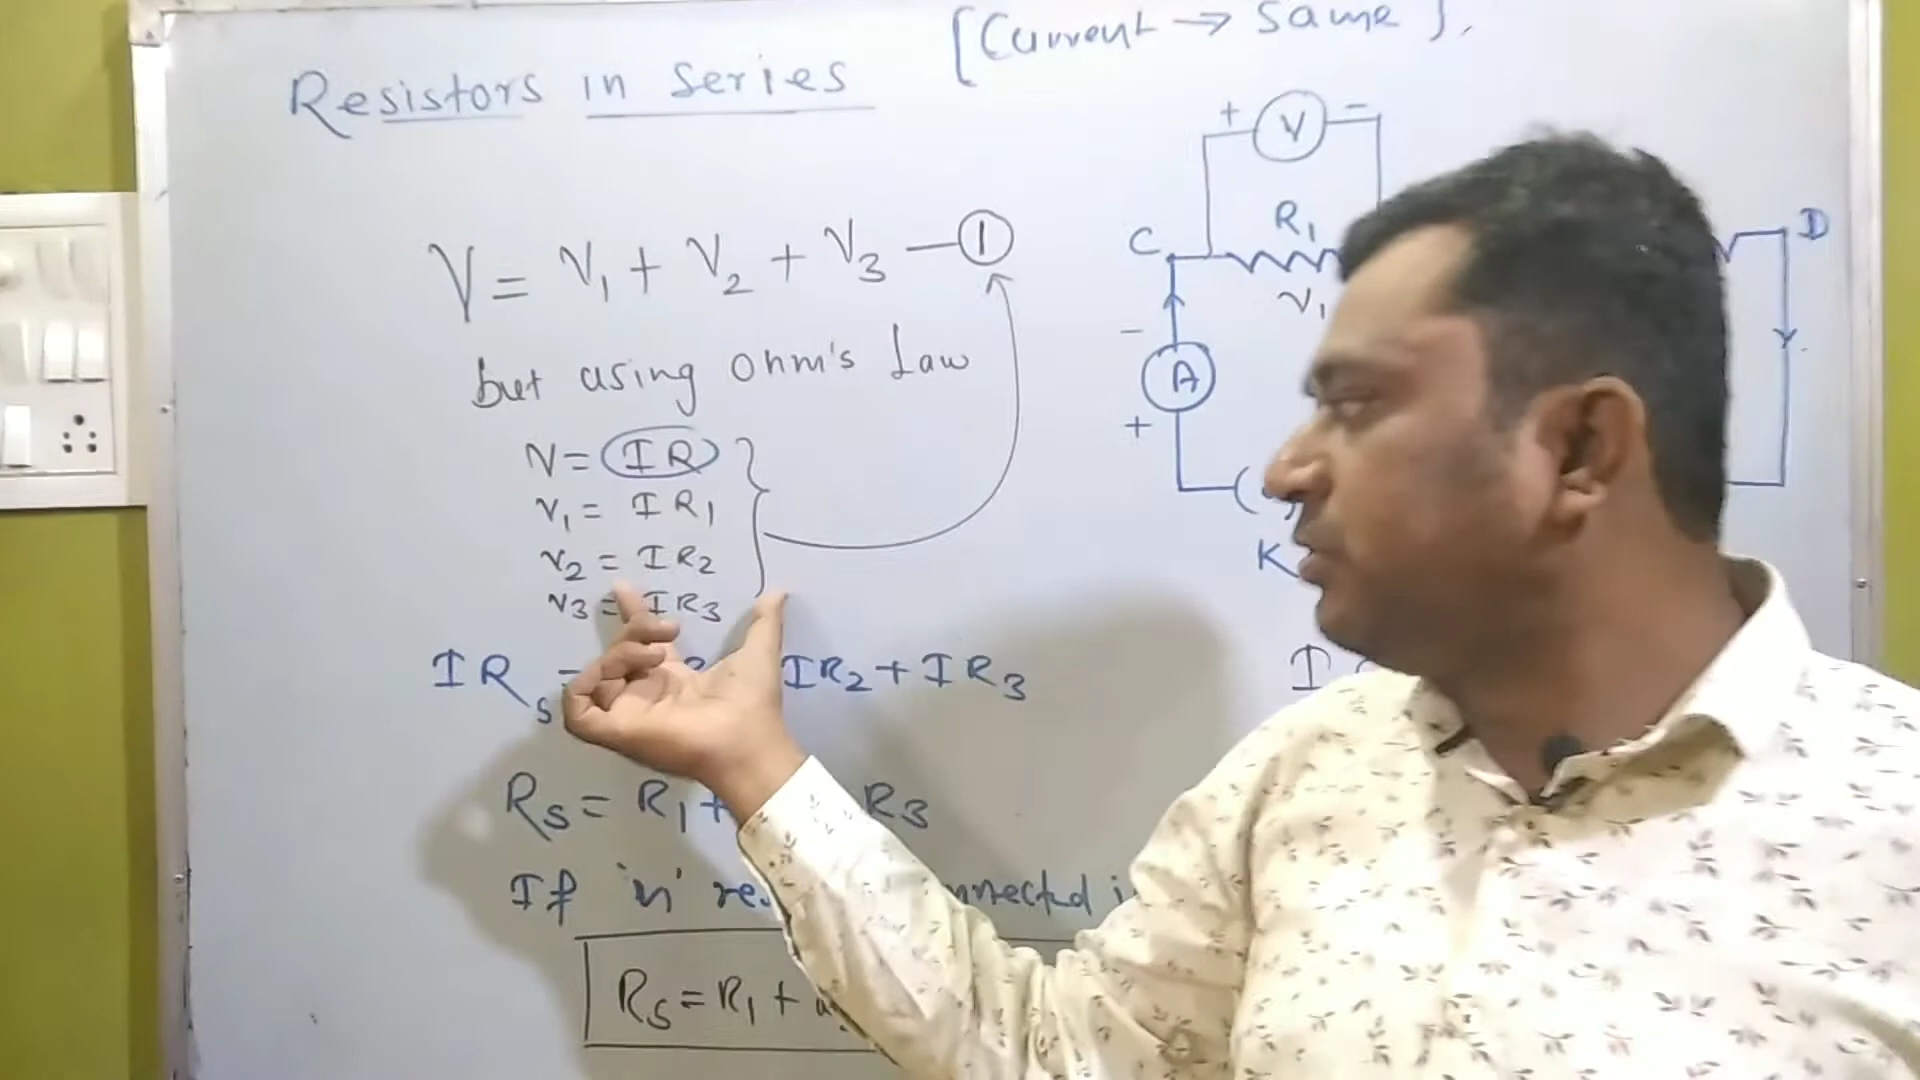 [Current → Same].
Resistors in Series
V = V₁ + V₂ + V₃ — ①
but using Ohm's Law
V = IR
V₁ = IR₁
V₂ = IR₂
V₃ = IR₃
IRₛ = IR₂ + IR₃
Rₛ = R₁ + R₃
If 'n'
Rₛ = R₁ +
+ V −
C R₁ D
V₁
−
A
+
K
I